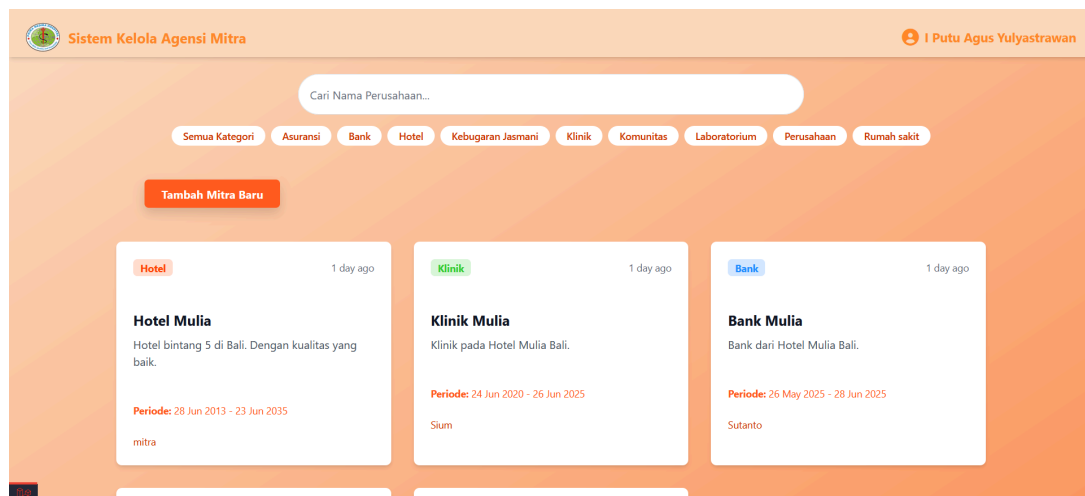 Sistem Kelola Agensi Mitra
I Putu Agus Yulyastrawan
Cari Nama Perusahaan...
Semua Kategori
Asuransi
Bank
Hotel
Kebugaran Jasmani
Klinik
Komunitas
Laboratorium
Perusahaan
Rumah sakit
Tambah Mitra Baru
Hotel
1 day ago
Hotel Mulia
Hotel bintang 5 di Bali. Dengan kualitas yang
baik.
Periode: 28 Jun 2013 - 23 Jun 2035
mitra
Klinik
1 day ago
Klinik Mulia
Klinik pada Hotel Mulia Bali.
Periode: 24 Jun 2020 - 26 Jun 2025
Sium
Bank
1 day ago
Bank Mulia
Bank dari Hotel Mulia Bali.
Periode: 26 May 2025 - 28 Jun 2025
Sutanto